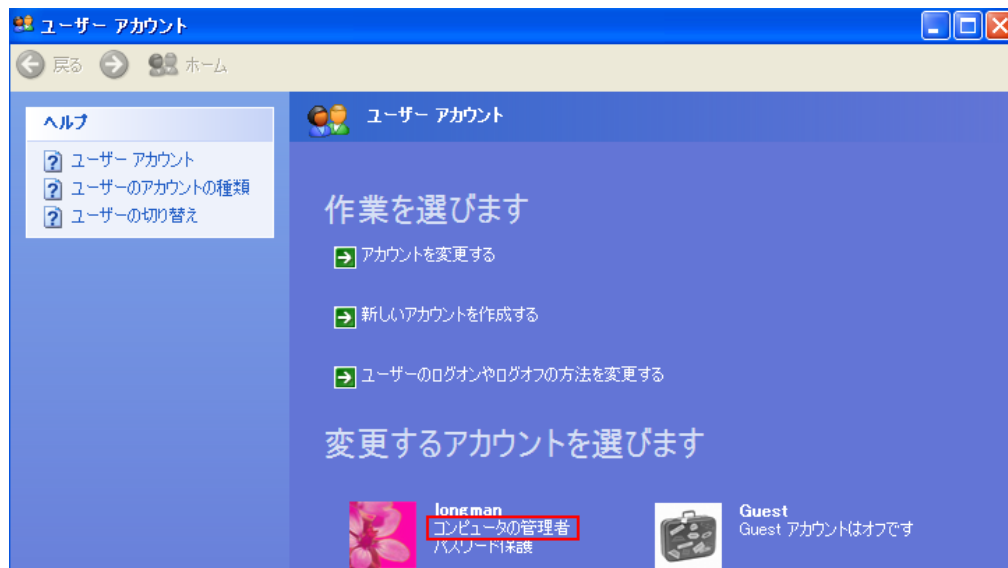 ユーザー アカウント
戻る
ホーム
ヘルプ
ユーザー アカウント
ユーザーのアカウントの種類
ユーザーの切り替え
ユーザー アカウント
作業を選びます
アカウントを変更する
新しいアカウントを作成する
ユーザーのログオンやログオフの方法を変更する
変更するアカウントを選びます
longman
コンピュータの管理者
パスワード保護
Guest
Guest アカウントはオフです